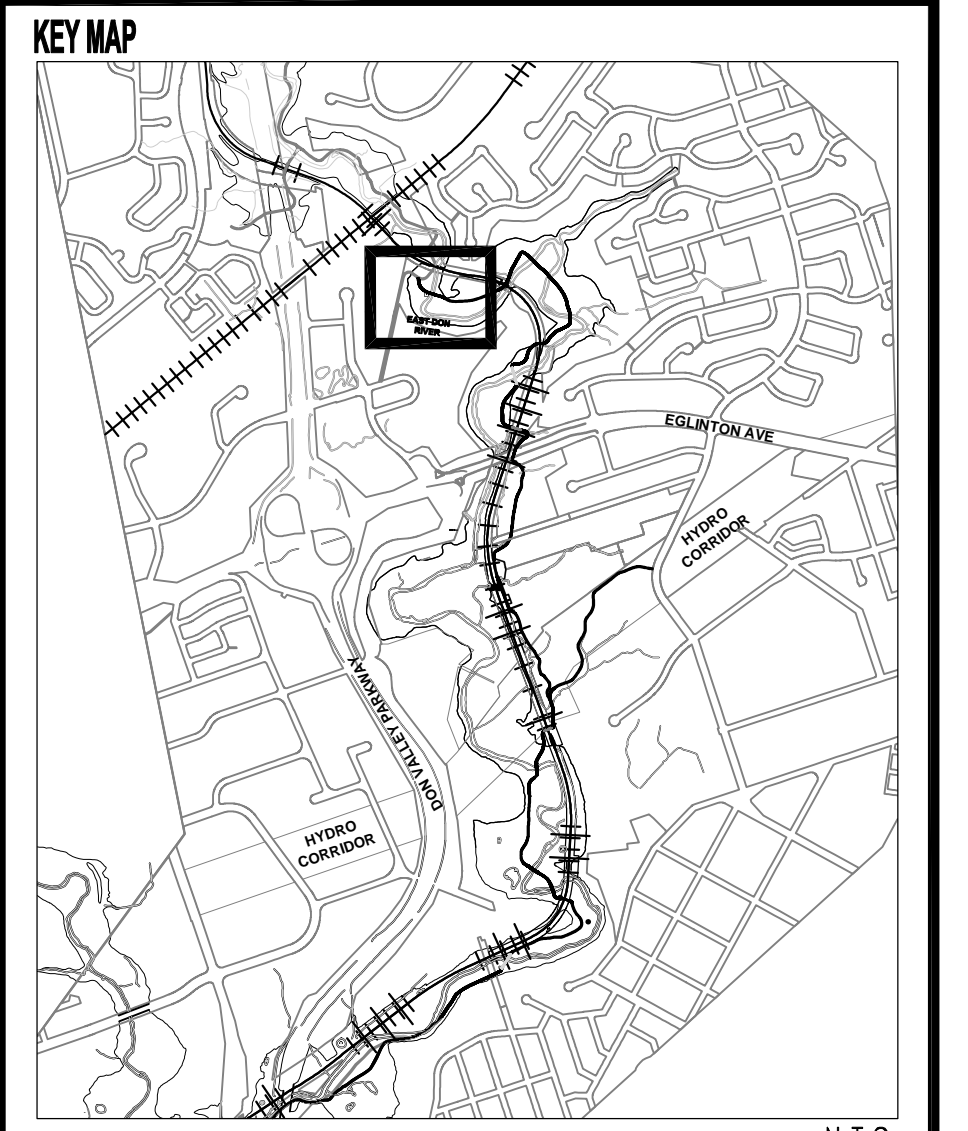 KEY MAP
EAST DON
RIVER
EGLINTON AVE
HYDRO
CORRIDOR
DON VALLEY PARKWAY
HYDRO
CORRIDOR